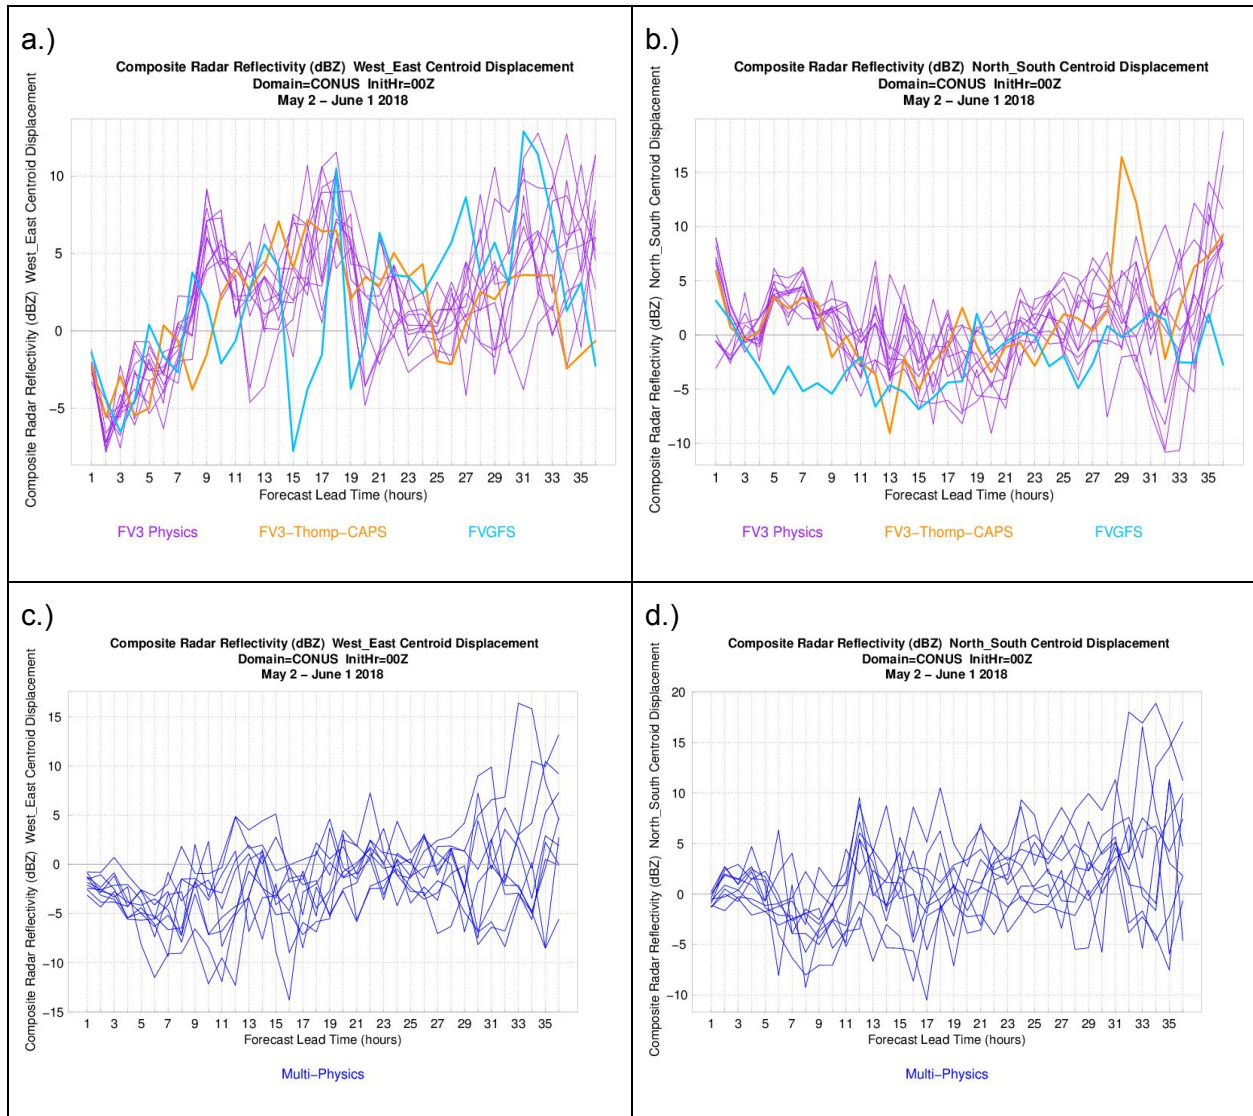 a.)
Composite Radar Reflectivity (dBZ) West_East Centroid Displacement
Domain=CONUS InitHr=00Z
May 2 − June 1 2018
Composite Radar Reflectivity (dBZ) West_East Centroid Displacement
10
5
0
−5
1 3 5 7 9 11 13 15 17 19 21 23 25 27 29 31 33 35
Forecast Lead Time (hours)
FV3 Physics FV3−Thomp−CAPS FVGFS
b.)
Composite Radar Reflectivity (dBZ) North_South Centroid Displacement
Domain=CONUS InitHr=00Z
May 2 − June 1 2018
Composite Radar Reflectivity (dBZ) North_South Centroid Displacement
15
10
5
0
−5
−10
1 3 5 7 9 11 13 15 17 19 21 23 25 27 29 31 33 35
Forecast Lead Time (hours)
FV3 Physics FV3−Thomp−CAPS FVGFS
c.)
Composite Radar Reflectivity (dBZ) West_East Centroid Displacement
Domain=CONUS InitHr=00Z
May 2 − June 1 2018
Composite Radar Reflectivity (dBZ) West_East Centroid Displacement
15
10
5
0
−5
−10
−15
1 3 5 7 9 11 13 15 17 19 21 23 25 27 29 31 33 35
Forecast Lead Time (hours)
Multi−Physics
d.)
Composite Radar Reflectivity (dBZ) North_South Centroid Displacement
Domain=CONUS InitHr=00Z
May 2 − June 1 2018
Composite Radar Reflectivity (dBZ) North_South Centroid Displacement
20
15
10
5
0
−5
−10
1 3 5 7 9 11 13 15 17 19 21 23 25 27 29 31 33 35
Forecast Lead Time (hours)
Multi−Physics